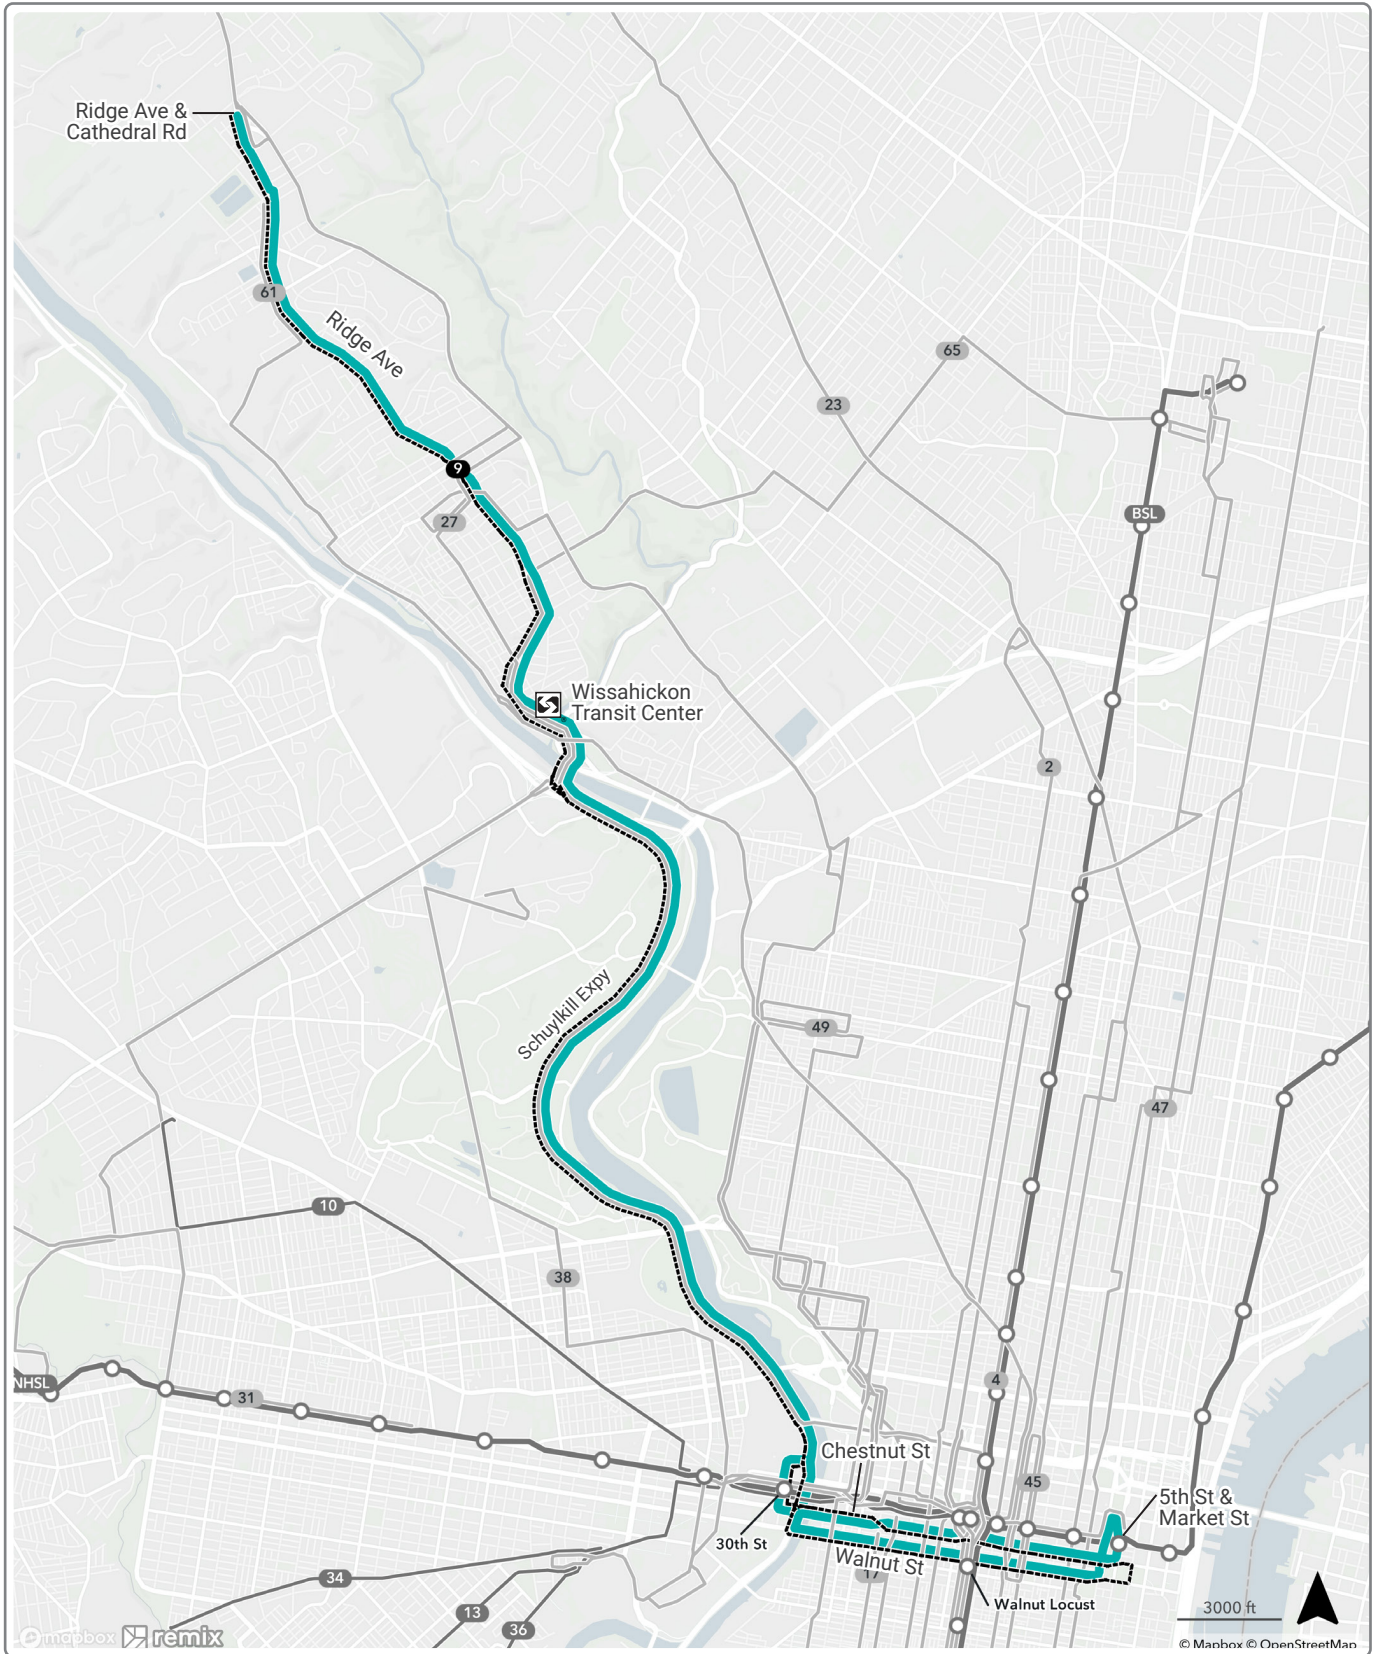 Ridge Ave &
Cathedral Rd
61
Ridge Ave
65
23
9
27
BSL
Wissahickon
Transit Center
2
Schuylkill Expy
49
47
10
38
NHSL
31
4
Chestnut St
45
5th St &
Market St
30th St
Walnut St
17
34
Walnut Locust
13
36
3000 ft
mapbox remix
© Mapbox © OpenStreetMap